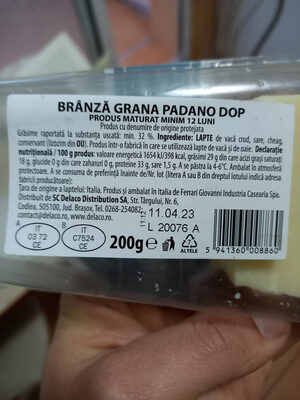 BRÂNZĂ GRANA PADANO DOP
PRODUS MATURAT MINIM 12 LUNI
Produs cu denumire de origine protejata
Grăsime raportată la substanța uscată: min. 32 %. Ingrediente: LAPTE de vacă crud, sare, cheag,
conservant (lizozim din OU). Produs într-o fabrică în care se utilizează lapte de vacă și de oaie. Declarație
nutrițională / 100 g produs: valoare energetică 1654 kJ/398 kcal, grăsimi 29 g din care acizi grași saturați
18 g, glucide 0 g din care zaharuri 0 g, proteine 33 g, sare 1,5 g. A se păstra la temperaturi de 4-6°C. Ambalat
A se consuma de preferință înainte de/Nr. lot (litera A sau B din dreptul lotului indică adresa
fabricii producătoare):
Țara de origine a laptelui: Italia. Produs și ambalat în Italia de Ferrari Giovanni Industria Casearia Spa.
Distribuit de SC Delaco Distribution SA, Str. Târgului, Nr. 6,
Codlea, 505100, Jud. Brașov, Tel. 0268-254082
contact@delaco.ro, www.delaco.ro
11.04.23
L 20076 A
A
IT
03 72
CE
B
IT
C7524
CE
200g e
ALTELE
5 941360 008860